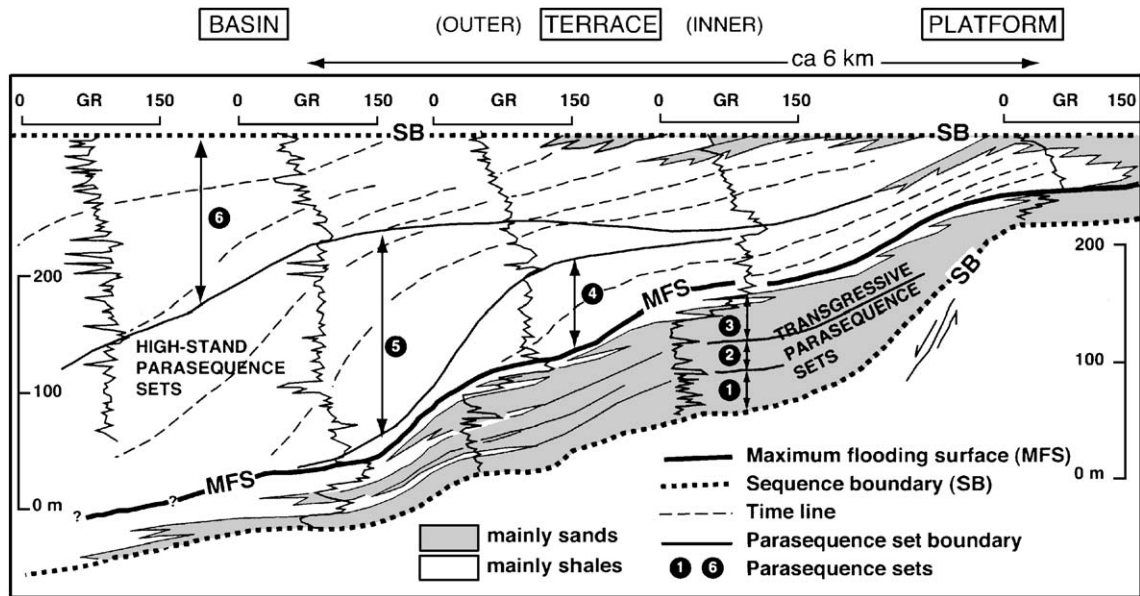 BASIN (OUTER) TERRACE (INNER) PLATFORM
ca 6 km
0 GR 150 0 GR 150 0 GR 150 0 GR 150 0 GR 150
SB SB
6
200
5
4
MFS
MFS
SB
200
HIGH-STAND
PARASEQUENCE
SETS
TRANSGRESSIVE
PARASEQUENCE
SETS
3
2
1
100
100
MFS
0 m
? ?
0 m
Maximum flooding surface (MFS)
Sequence boundary (SB)
Time line
Parasequence set boundary
1 6 Parasequence sets
mainly sands
mainly shales